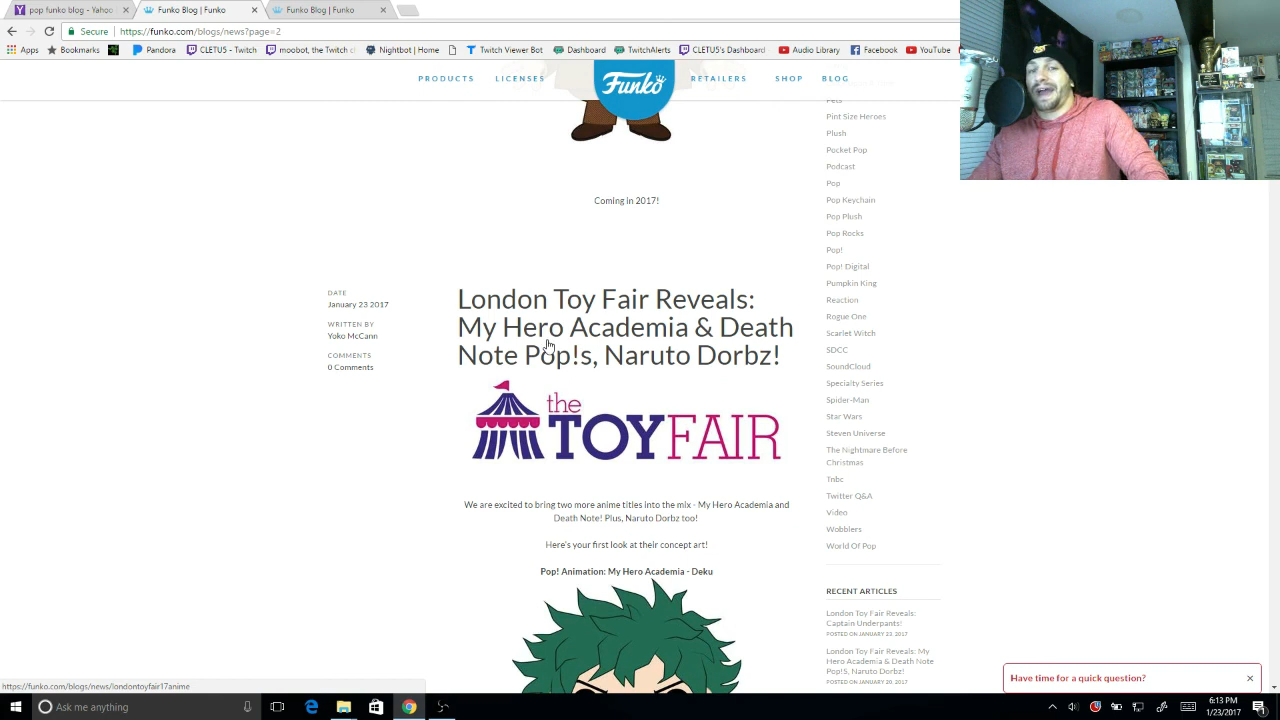 funko blog - Yahoo S
Funko Blog | Funko
Funko Blog | Funko
Secure
https://funko.com/blogs/news?page=2
Apps
Bookmarks
Pandora
CLETU5 - Twitch
moobot, the Twitch c
Nightbot | Home
Twitch Viewer Bot
Dashboard
TwitchAlerts
CLETU5's Dashboard
Audio Library
Facebook
YouTube
PRODUCTS
LICENSES
Funko
RETAILERS
SHOP
BLOG
Pets
Pint Size Heroes
Plush
Pocket Pop
Podcast
Pop
Pop Keychain
Pop Plush
Pop Rocks
Pop!
Pop! Digital
Pumpkin King
Reaction
Rogue One
Scarlet Witch
SDCC
SoundCloud
Specialty Series
Spider-Man
Star Wars
Steven Universe
The Nightmare Before
Christmas
Tnbc
Twitter Q&A
Video
Wobblers
World Of Pop
Coming in 2017!
DATE
January 23 2017
WRITTEN BY
Yoko McCann
COMMENTS
0 Comments
London Toy Fair Reveals:
My Hero Academia & Death
Note Pop!s, Naruto Dorbz!
the
TOYFAIR
We are excited to bring two more anime titles into the mix - My Hero Academia and
Death Note! Plus, Naruto Dorbz too!
Here's your first look at their concept art!
Pop! Animation: My Hero Academia - Deku
RECENT ARTICLES
London Toy Fair Reveals:
Captain Underpants!
POSTED ON JANUARY 23, 2017
London Toy Fair Reveals: My
Hero Academia & Death Note
Pop!S, Naruto Dorbz!
POSTED ON JANUARY 20, 2017
Have time for a quick question?
https://funko.com/blogs/news/londontoyfair17anime
Ask me anything
6:13 PM
1/23/2017